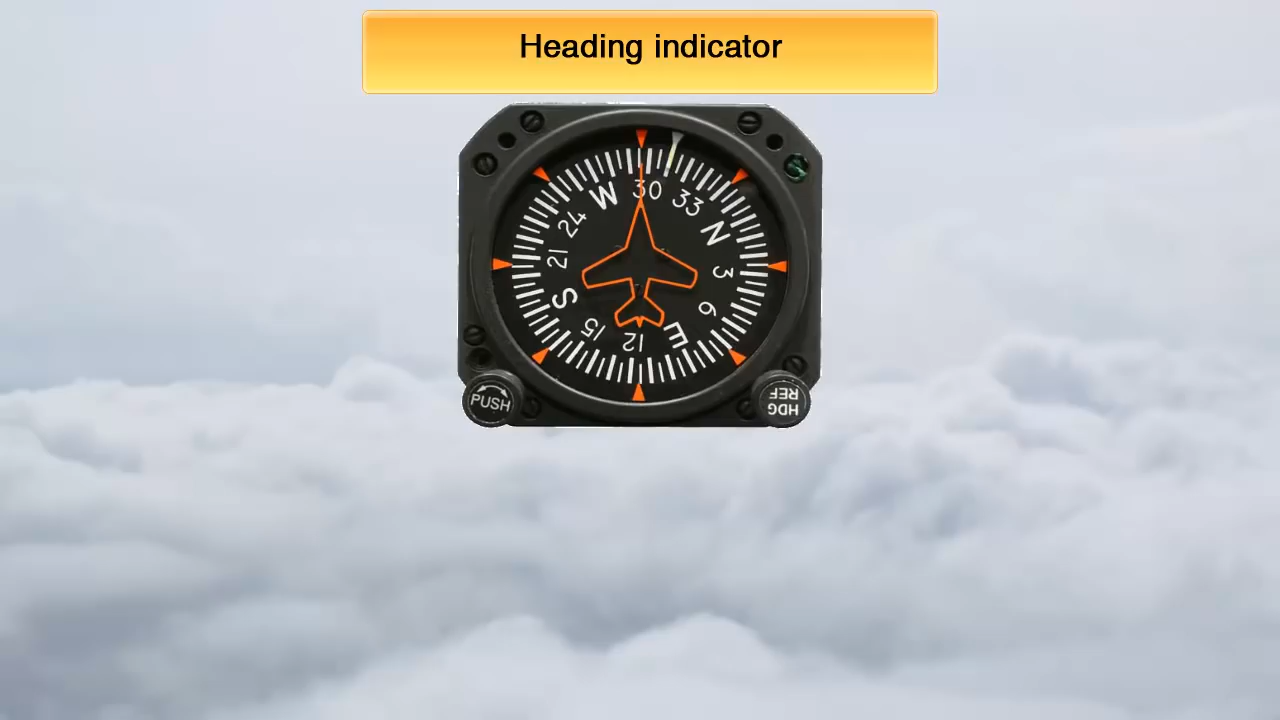 Heading indicator
30
33
N
3
6
E
12
15
S
21
24
W
PUSH
HDG
REF